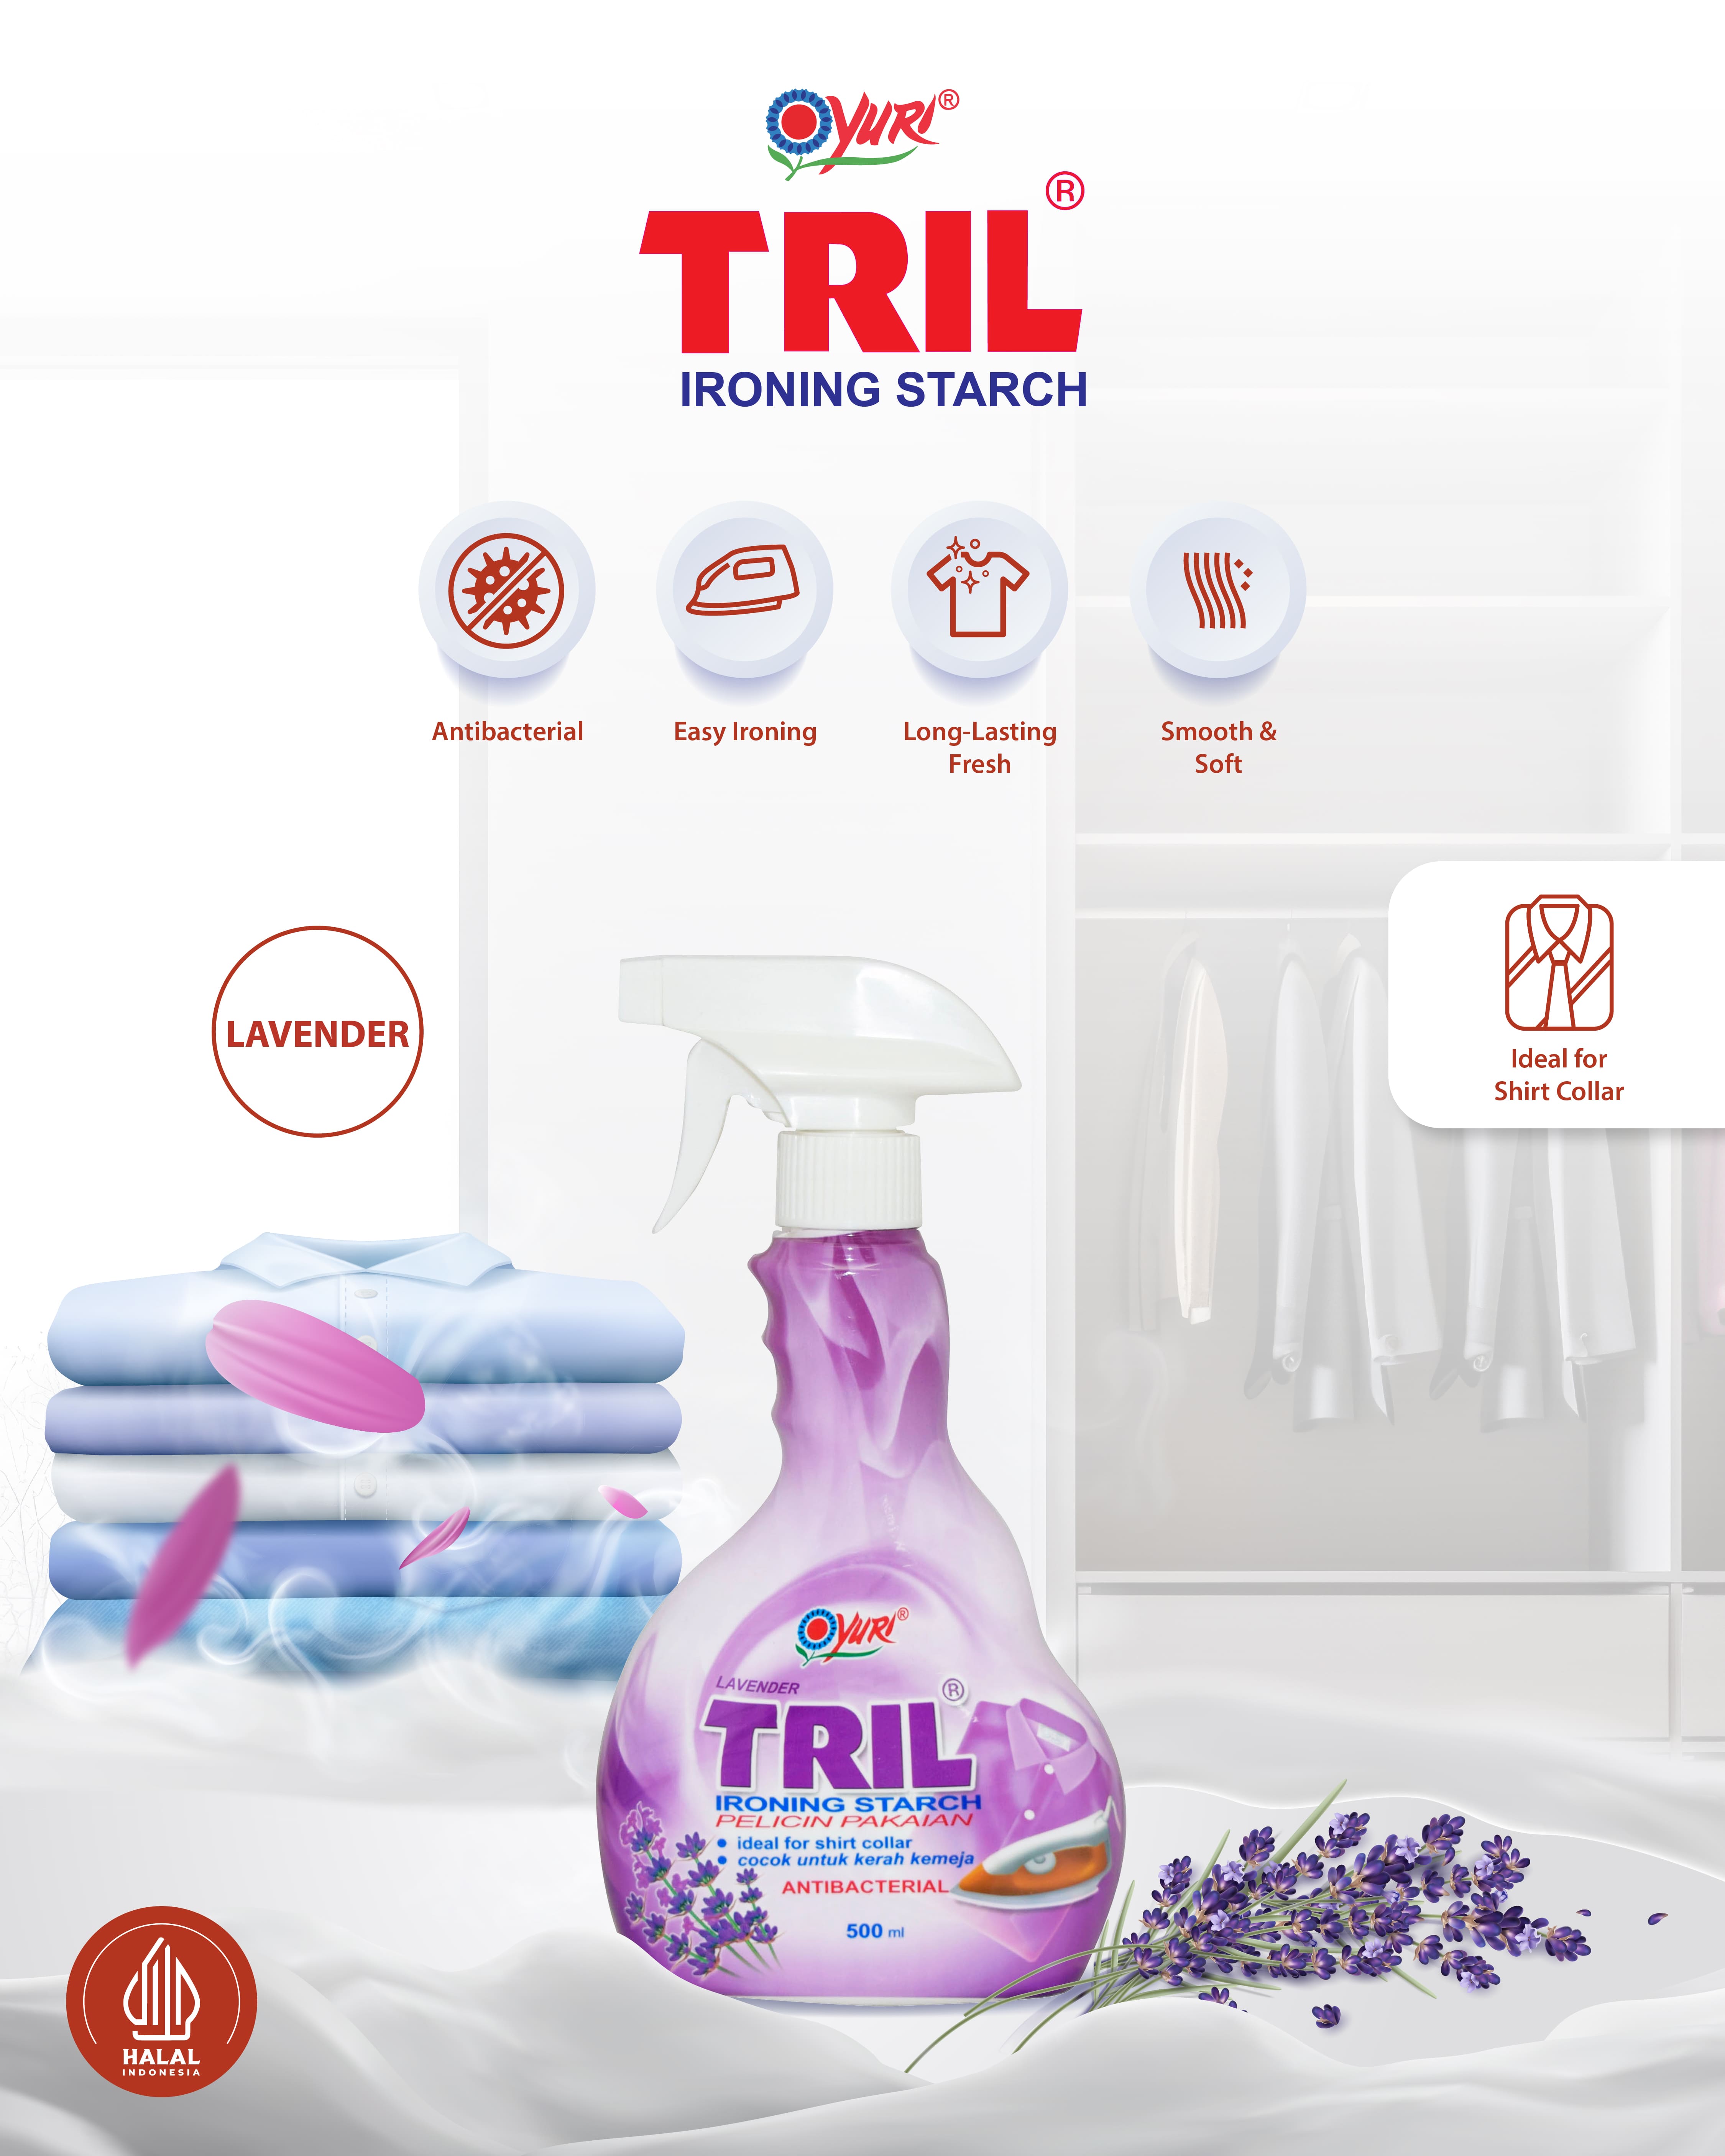 YURI®
TRIL®
IRONING STARCH
Antibacterial
Easy Ironing
Long-Lasting
Fresh
Smooth &
Soft
LAVENDER
Ideal for
Shirt Collar
YURI®
LAVENDER
TRIL®
IRONING STARCH
PELICIN PAKAIAN
• ideal for shirt collar
• cocok untuk kerah kemeja
ANTIBACTERIAL
500 ml
HALAL
INDONESIA